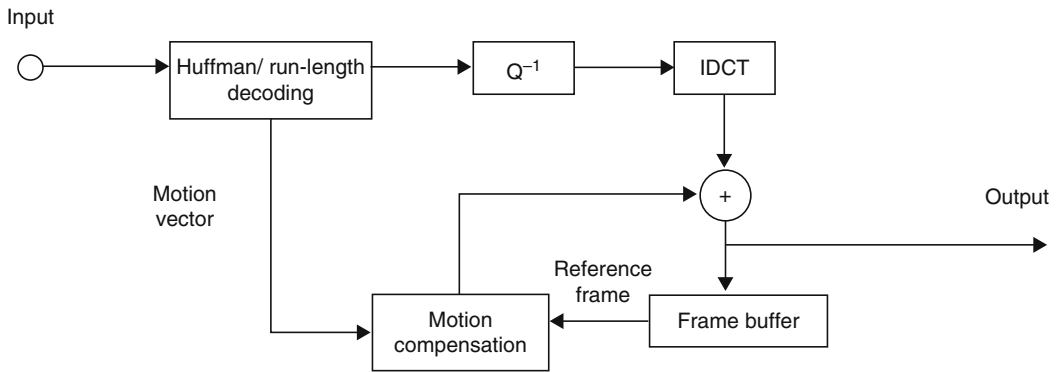 Input
Huffman/ run-length
decoding
Q⁻¹
IDCT
Motion
vector
+
Output
Reference
frame
Motion
compensation
Frame buffer